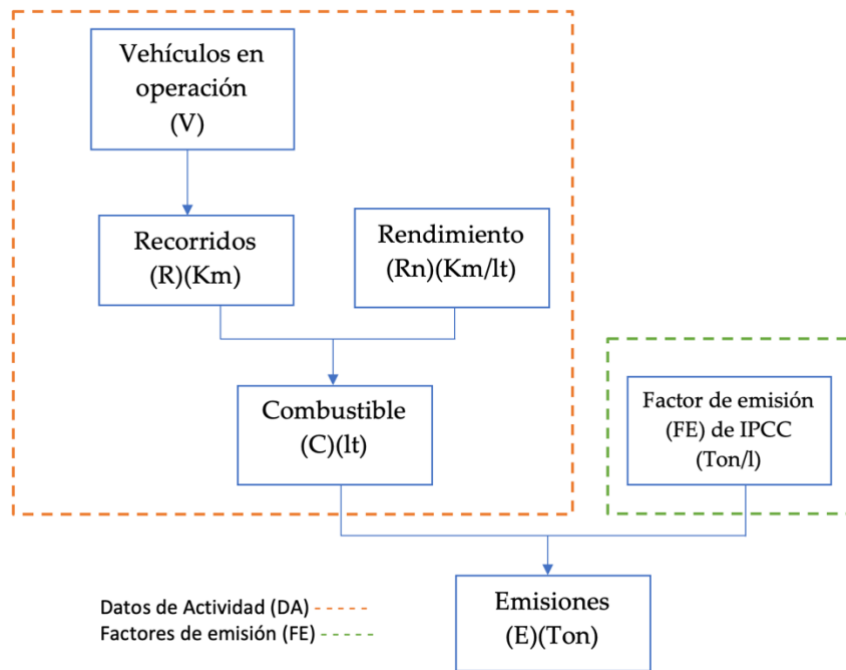 Vehículos en
operación
(V)
Recorridos
(R)(Km)
Rendimiento
(Rn)(Km/lt)
Combustible
(C)(lt)
Factor de emisión
(FE) de IPCC
(Ton/l)
Emisiones
(E)(Ton)
Datos de Actividad (DA)
Factores de emisión (FE)